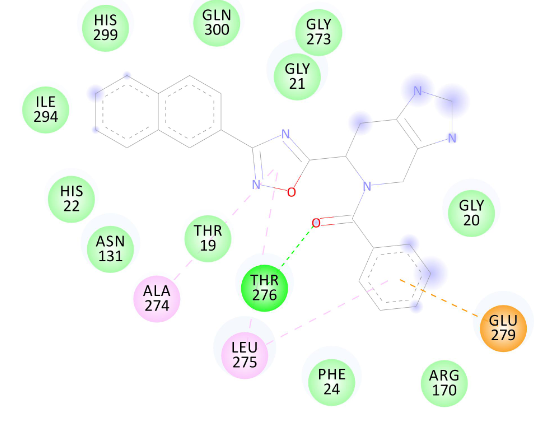 HIS
299
GLN
300
GLY
273
GLY
21
ILE
294
N
N
N
N
N
O
HIS
22
GLY
20
O
THR
19
ASN
131
THR
276
ALA
274
GLU
279
LEU
275
PHE
24
ARG
170